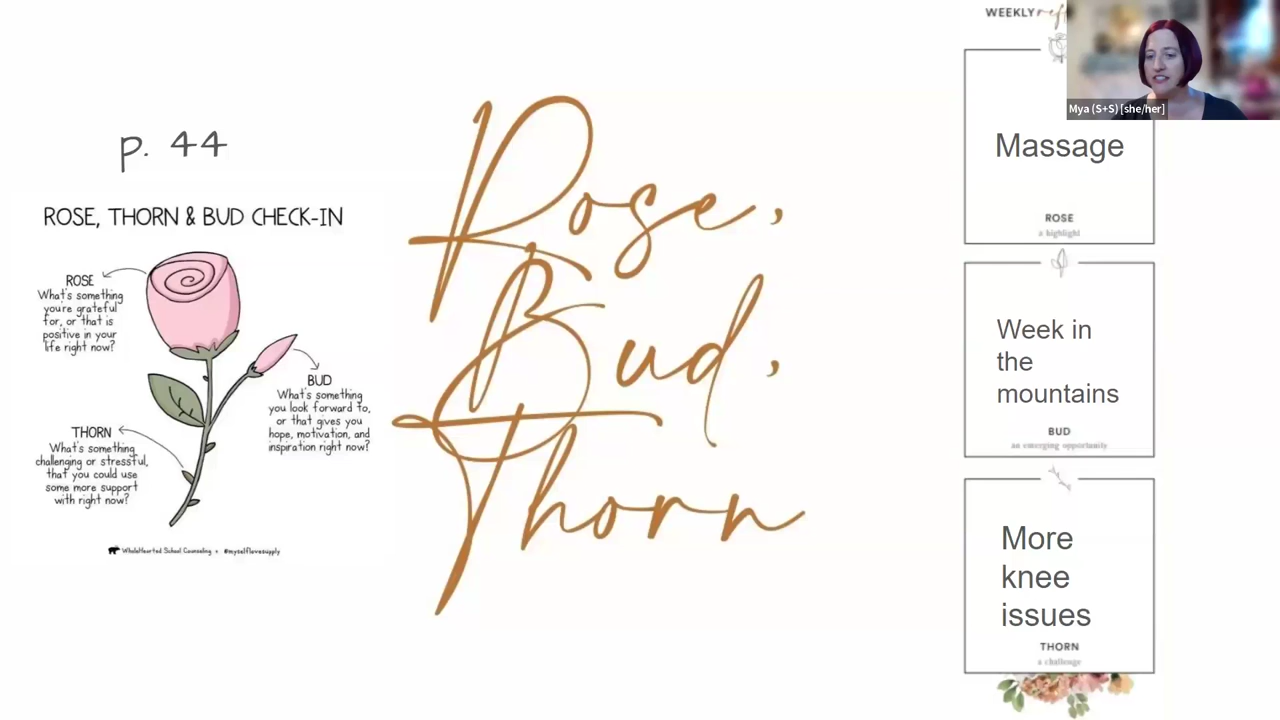 p. 44
ROSE, THORN & BUD CHECK-IN
ROSE
What's something
you're grateful
for, or that is
positive in your
life right now?
BUD
What's something
you look forward to,
or that gives you
hope, motivation, and
inspiration right now?
THORN
What's something
challenging or stressful,
that you could use
some more support
with right now?
WholeHearted School Counseling • #myselflovesupply
Rose,
Bud,
Thorn
WEEKLY
Mya (S+S) [she/her]
Massage
ROSE
a highlight
Week in
the
mountains
BUD
an emerging opportunity
More
knee
issues
THORN
a challenge